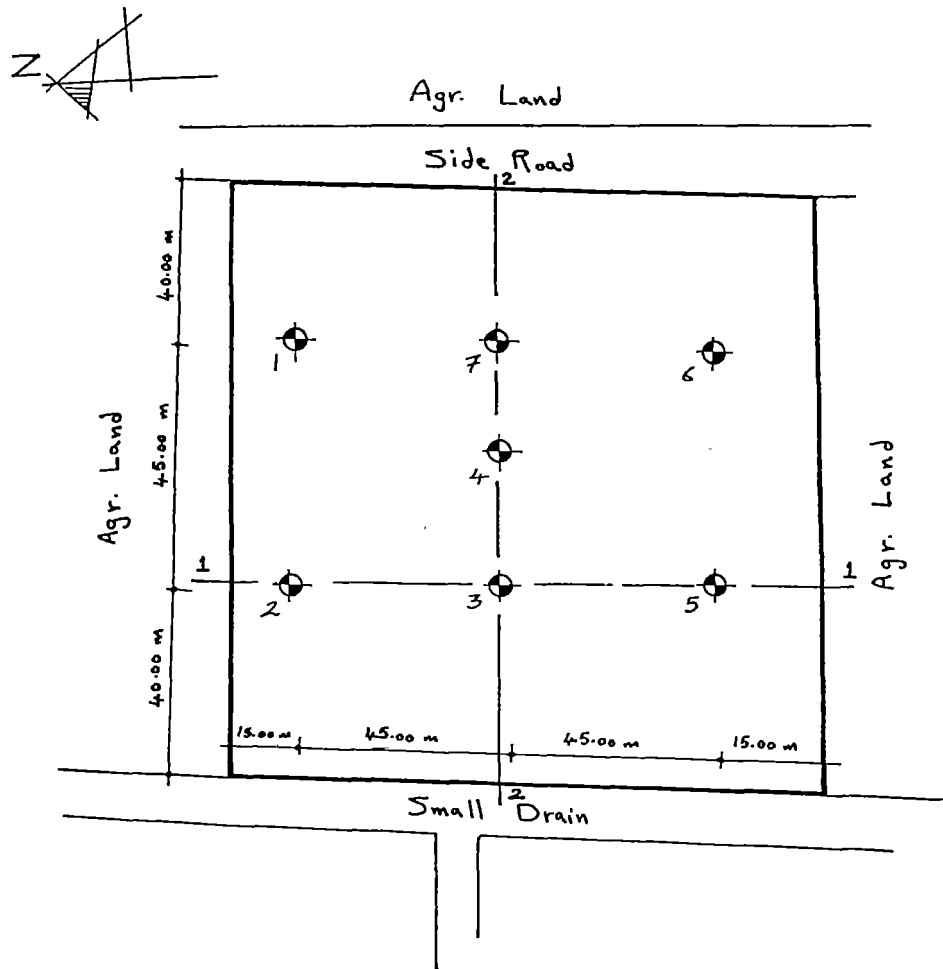 N
Agr. Land
Side Road
2
40.00 m
1
7
6
45.00 m
Agr. Land
4
Agr. Land
1
1
2
3
5
40.00 m
15.00 m
45.00 m
45.00 m
15.00 m
2
Small Drain